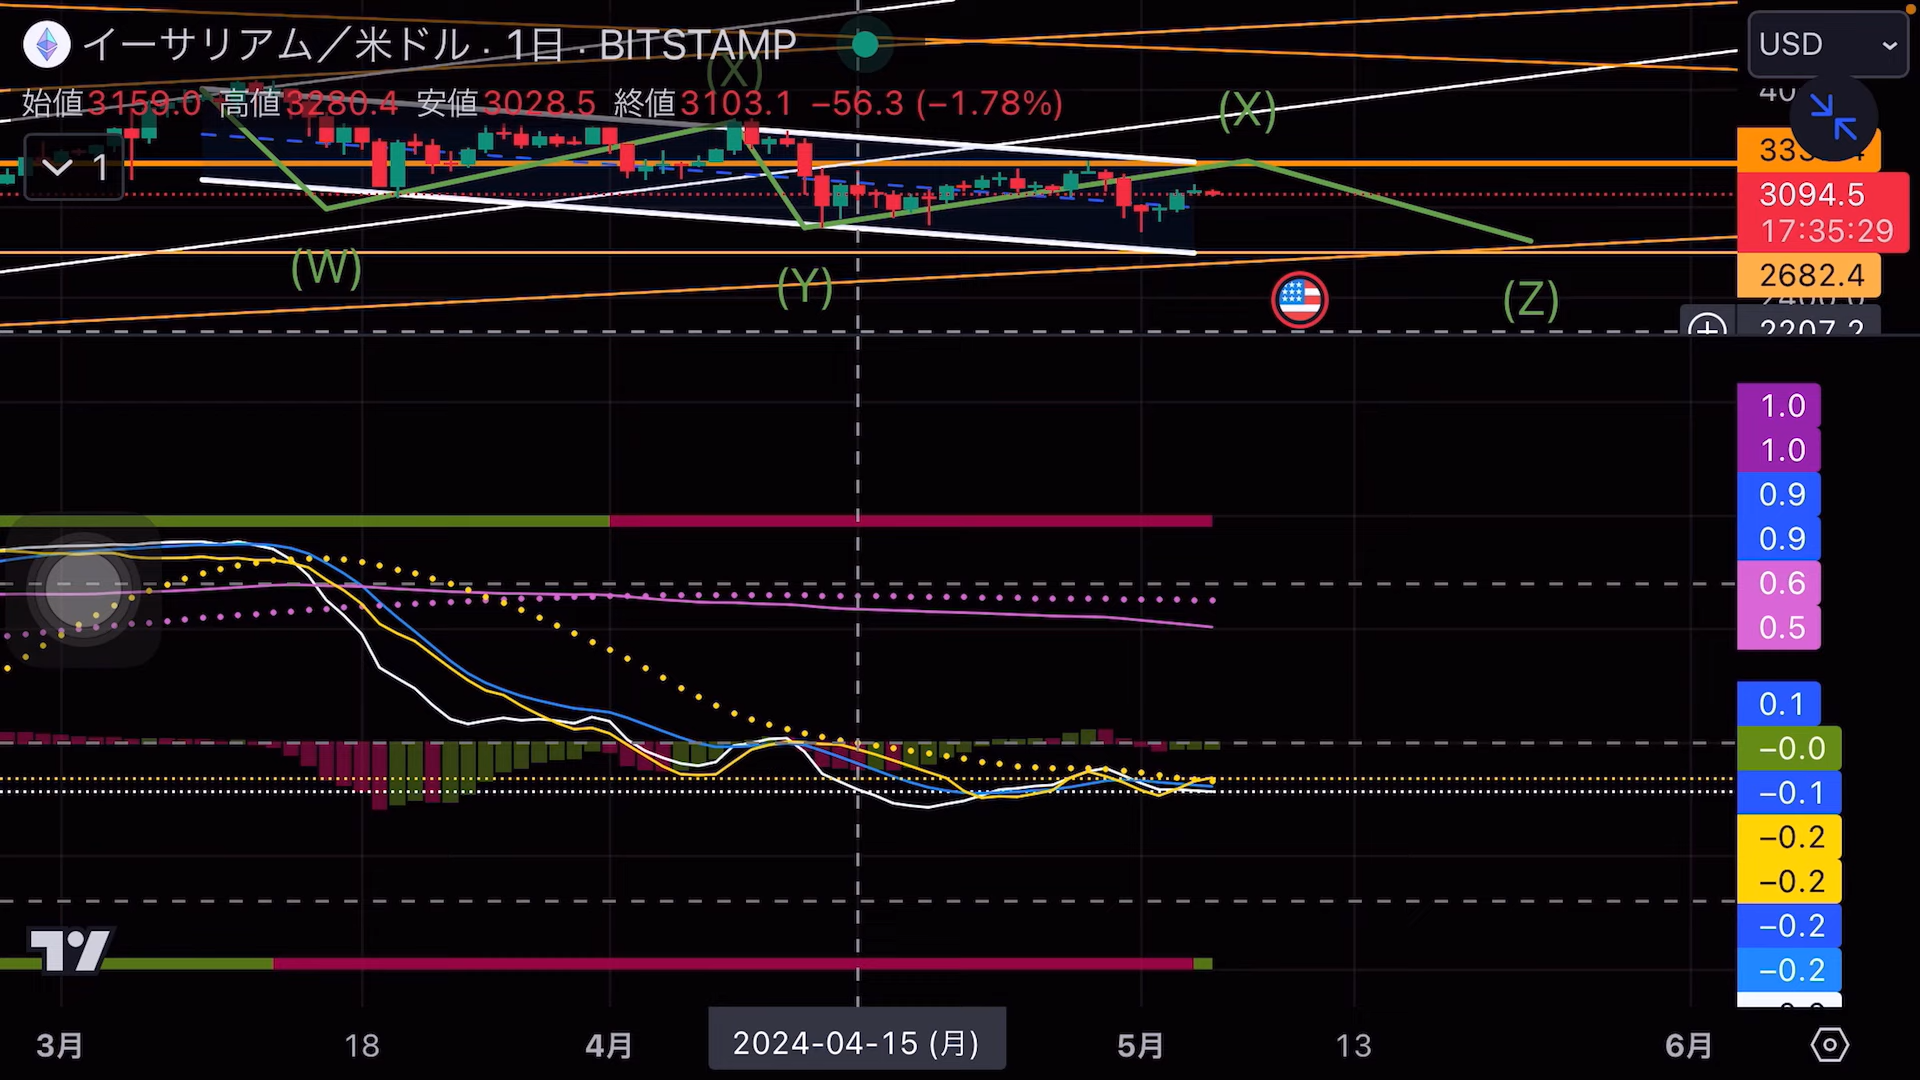 イーサリアム／米ドル · 1日 · BITSTAMP
USD
始値3159.0 高値3280.4 安値3028.5 終値3103.1 −56.3 (−1.78%)
1
(X)
(X)
(W)
(Y)
(Z)
3094.5
17:35:29
2682.4
2207.2
1.0
1.0
0.9
0.9
0.6
0.5
0.1
−0.0
−0.1
−0.2
−0.2
−0.2
−0.2
3月
18
4月
2024-04-15 (月)
5月
13
6月